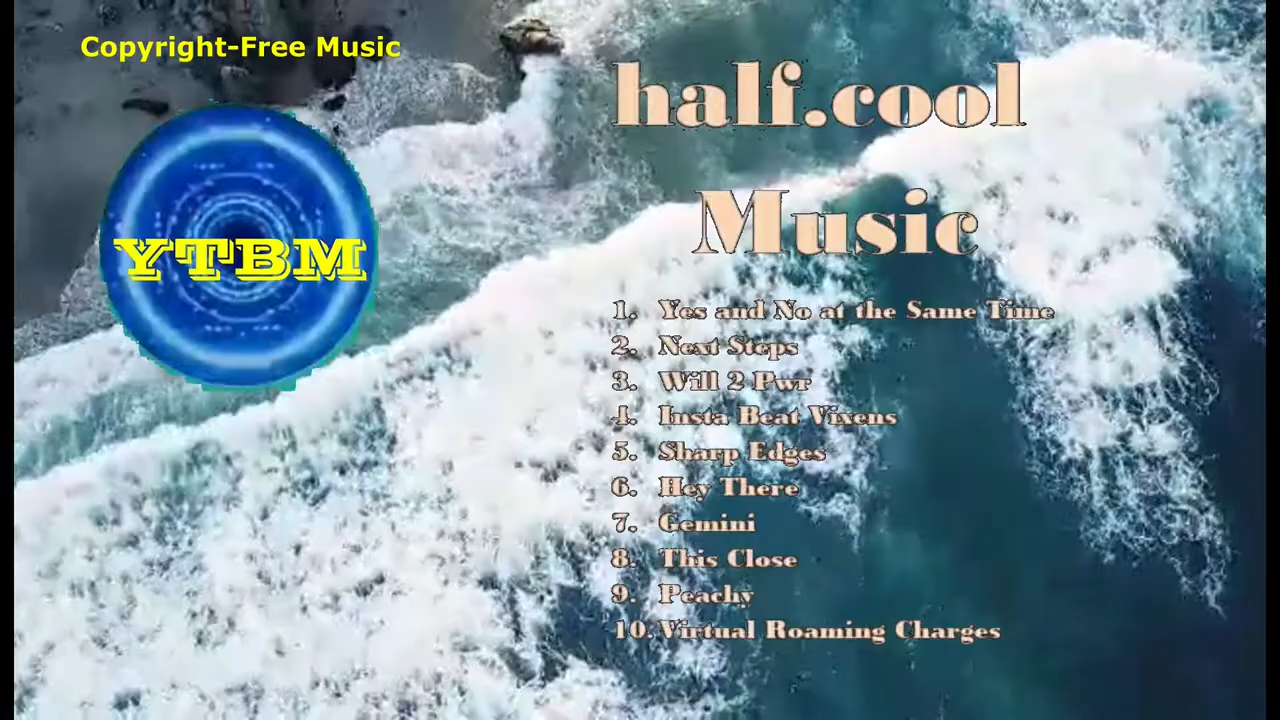 Copyright-Free Music
YTBM
half.cool
Music
1. Yes and No at the Same Time
2. Next Steps
3. Will 2 Pwr
4. Insta Beat Vixens
5. Sharp Edges
6. Hey There
7. Gemini
8. This Close
9. Peachy
10. Virtual Roaming Charges